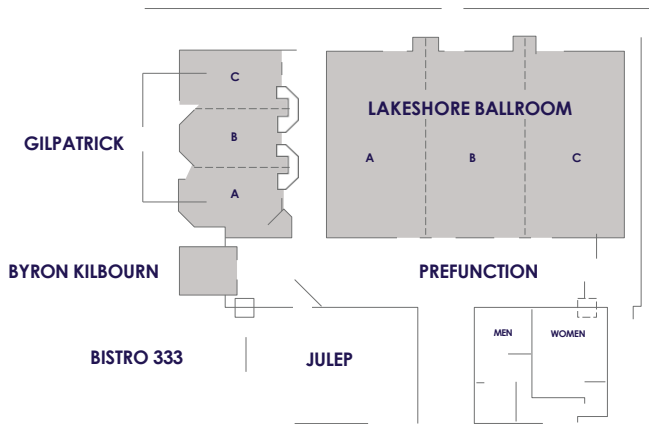 C
LAKESHORE BALLROOM
GILPATRICK
B
A
B
C
A
BYRON KILBOURN
PREFUNCTION
MEN
WOMEN
BISTRO 333
JULEP